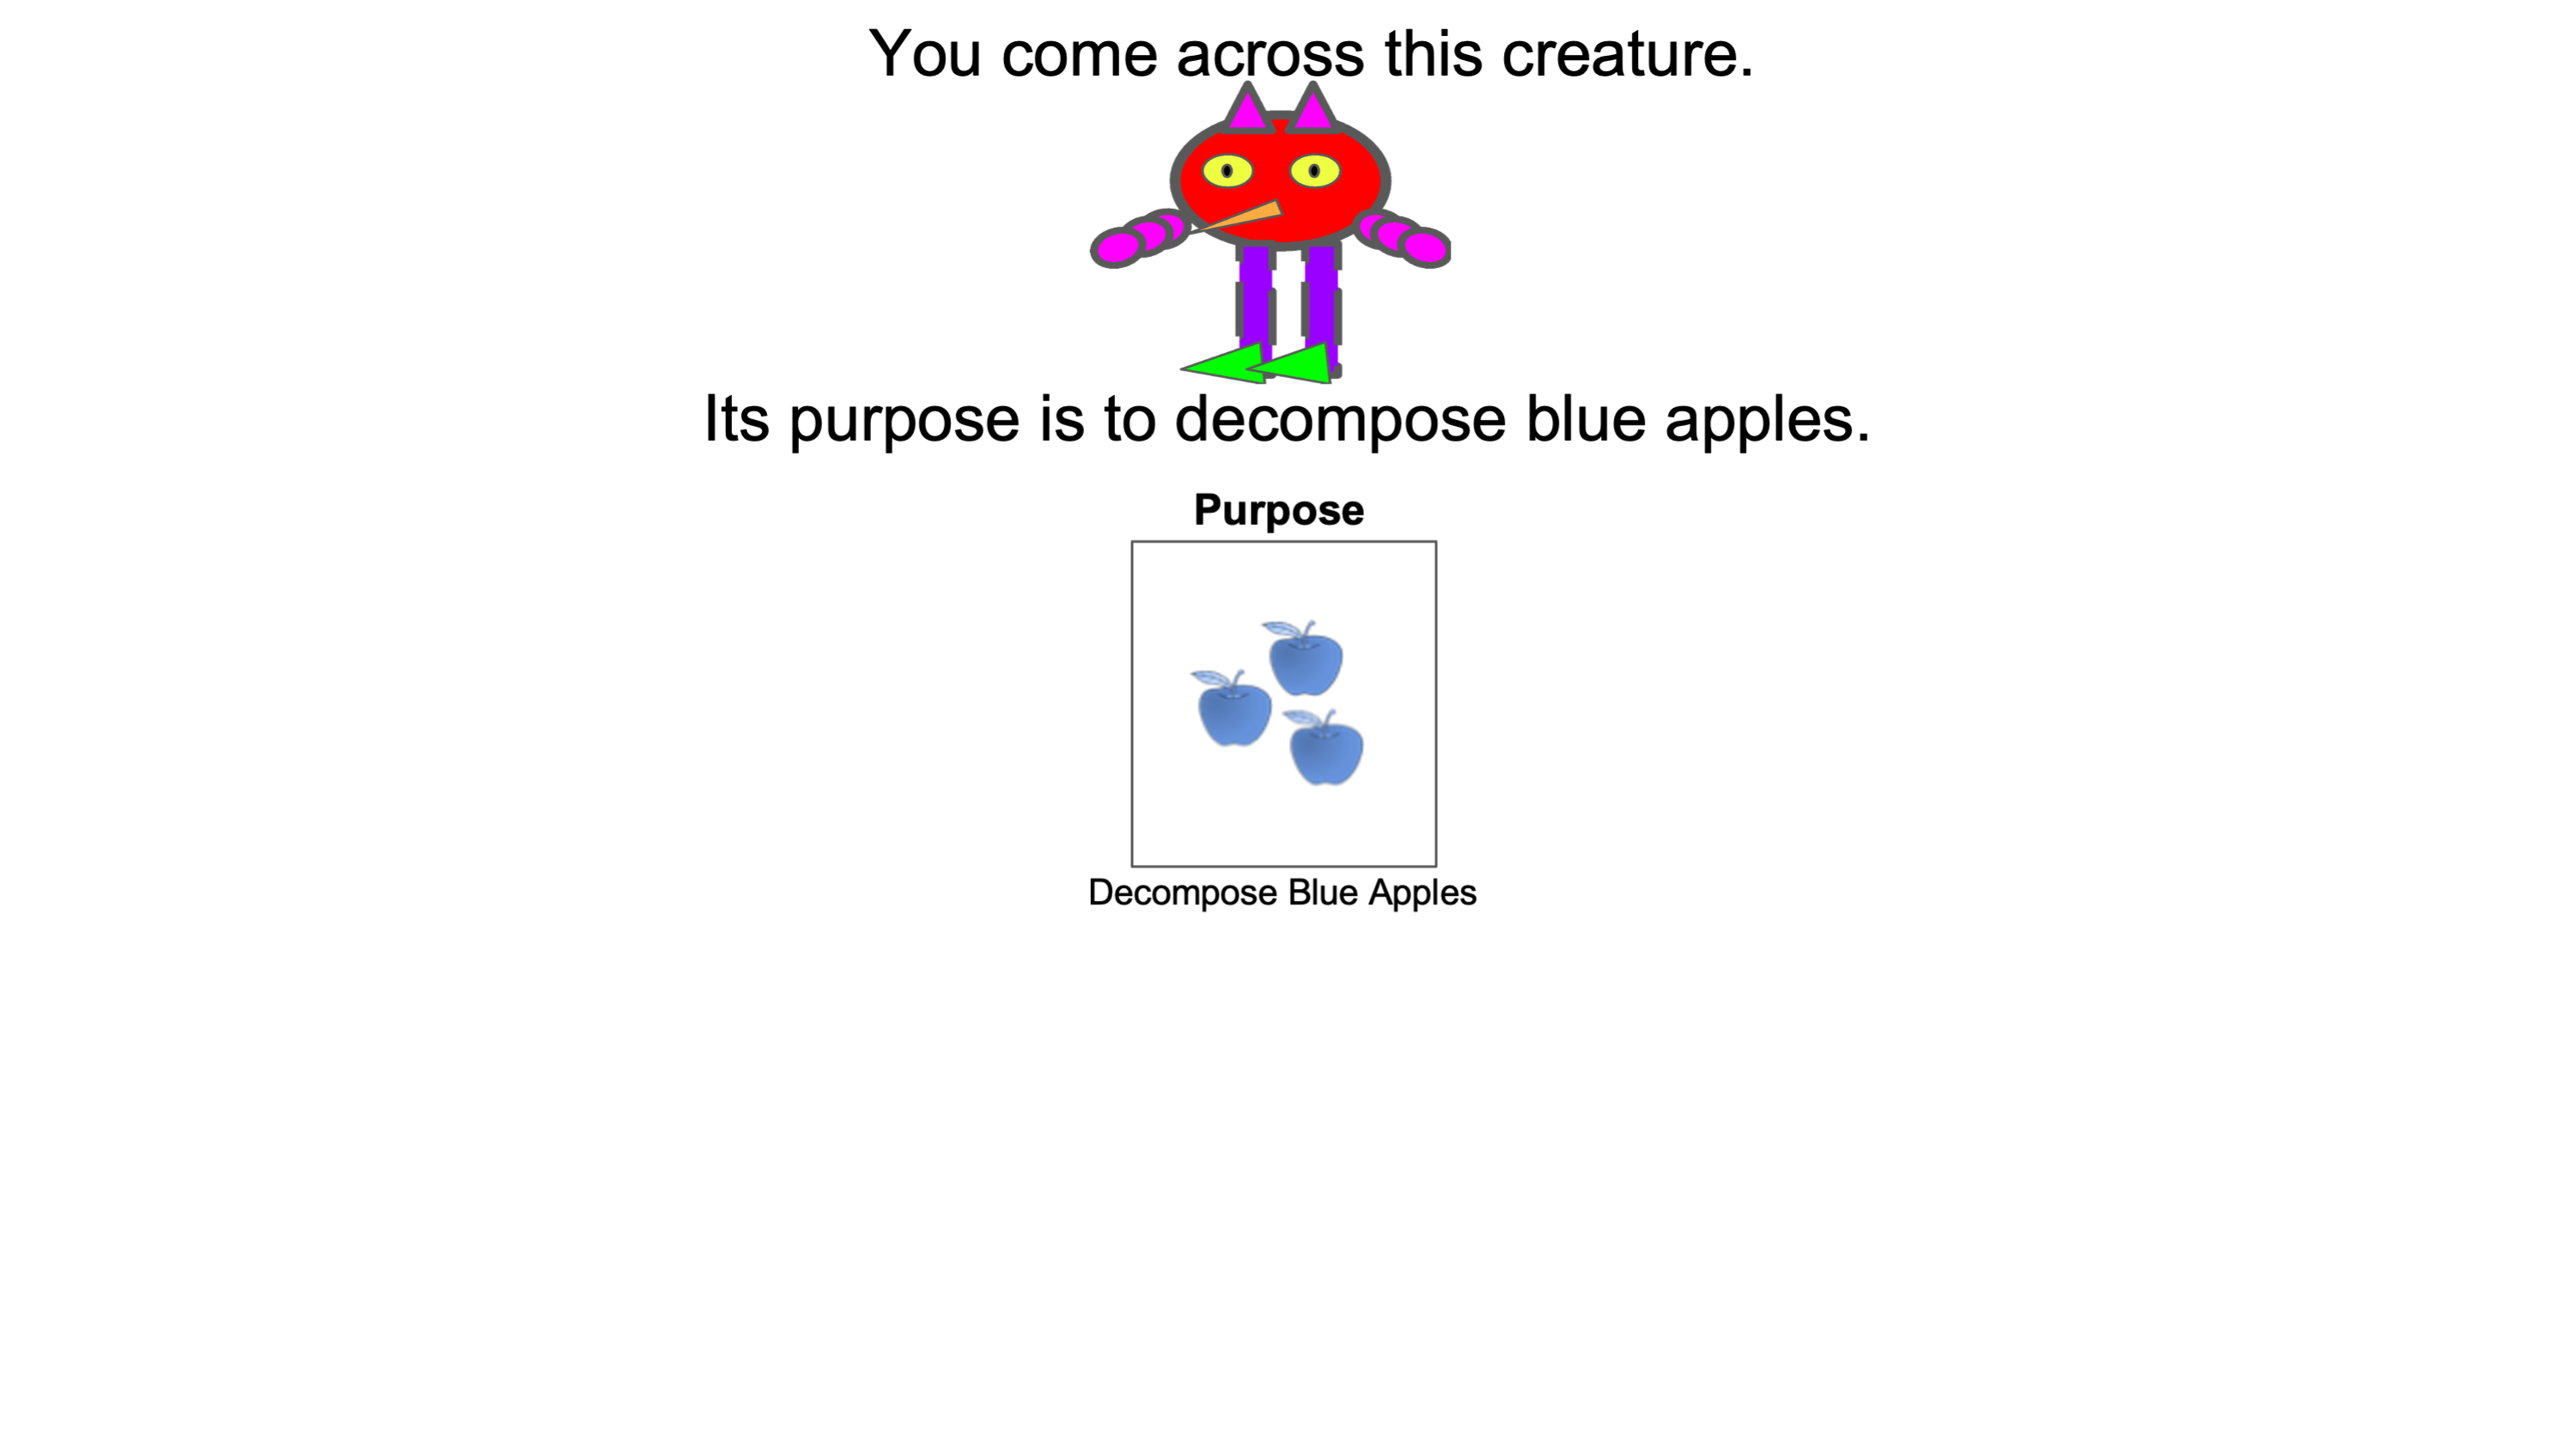 You come across this creature.
Its purpose is to decompose blue apples.
Purpose
Decompose Blue Apples